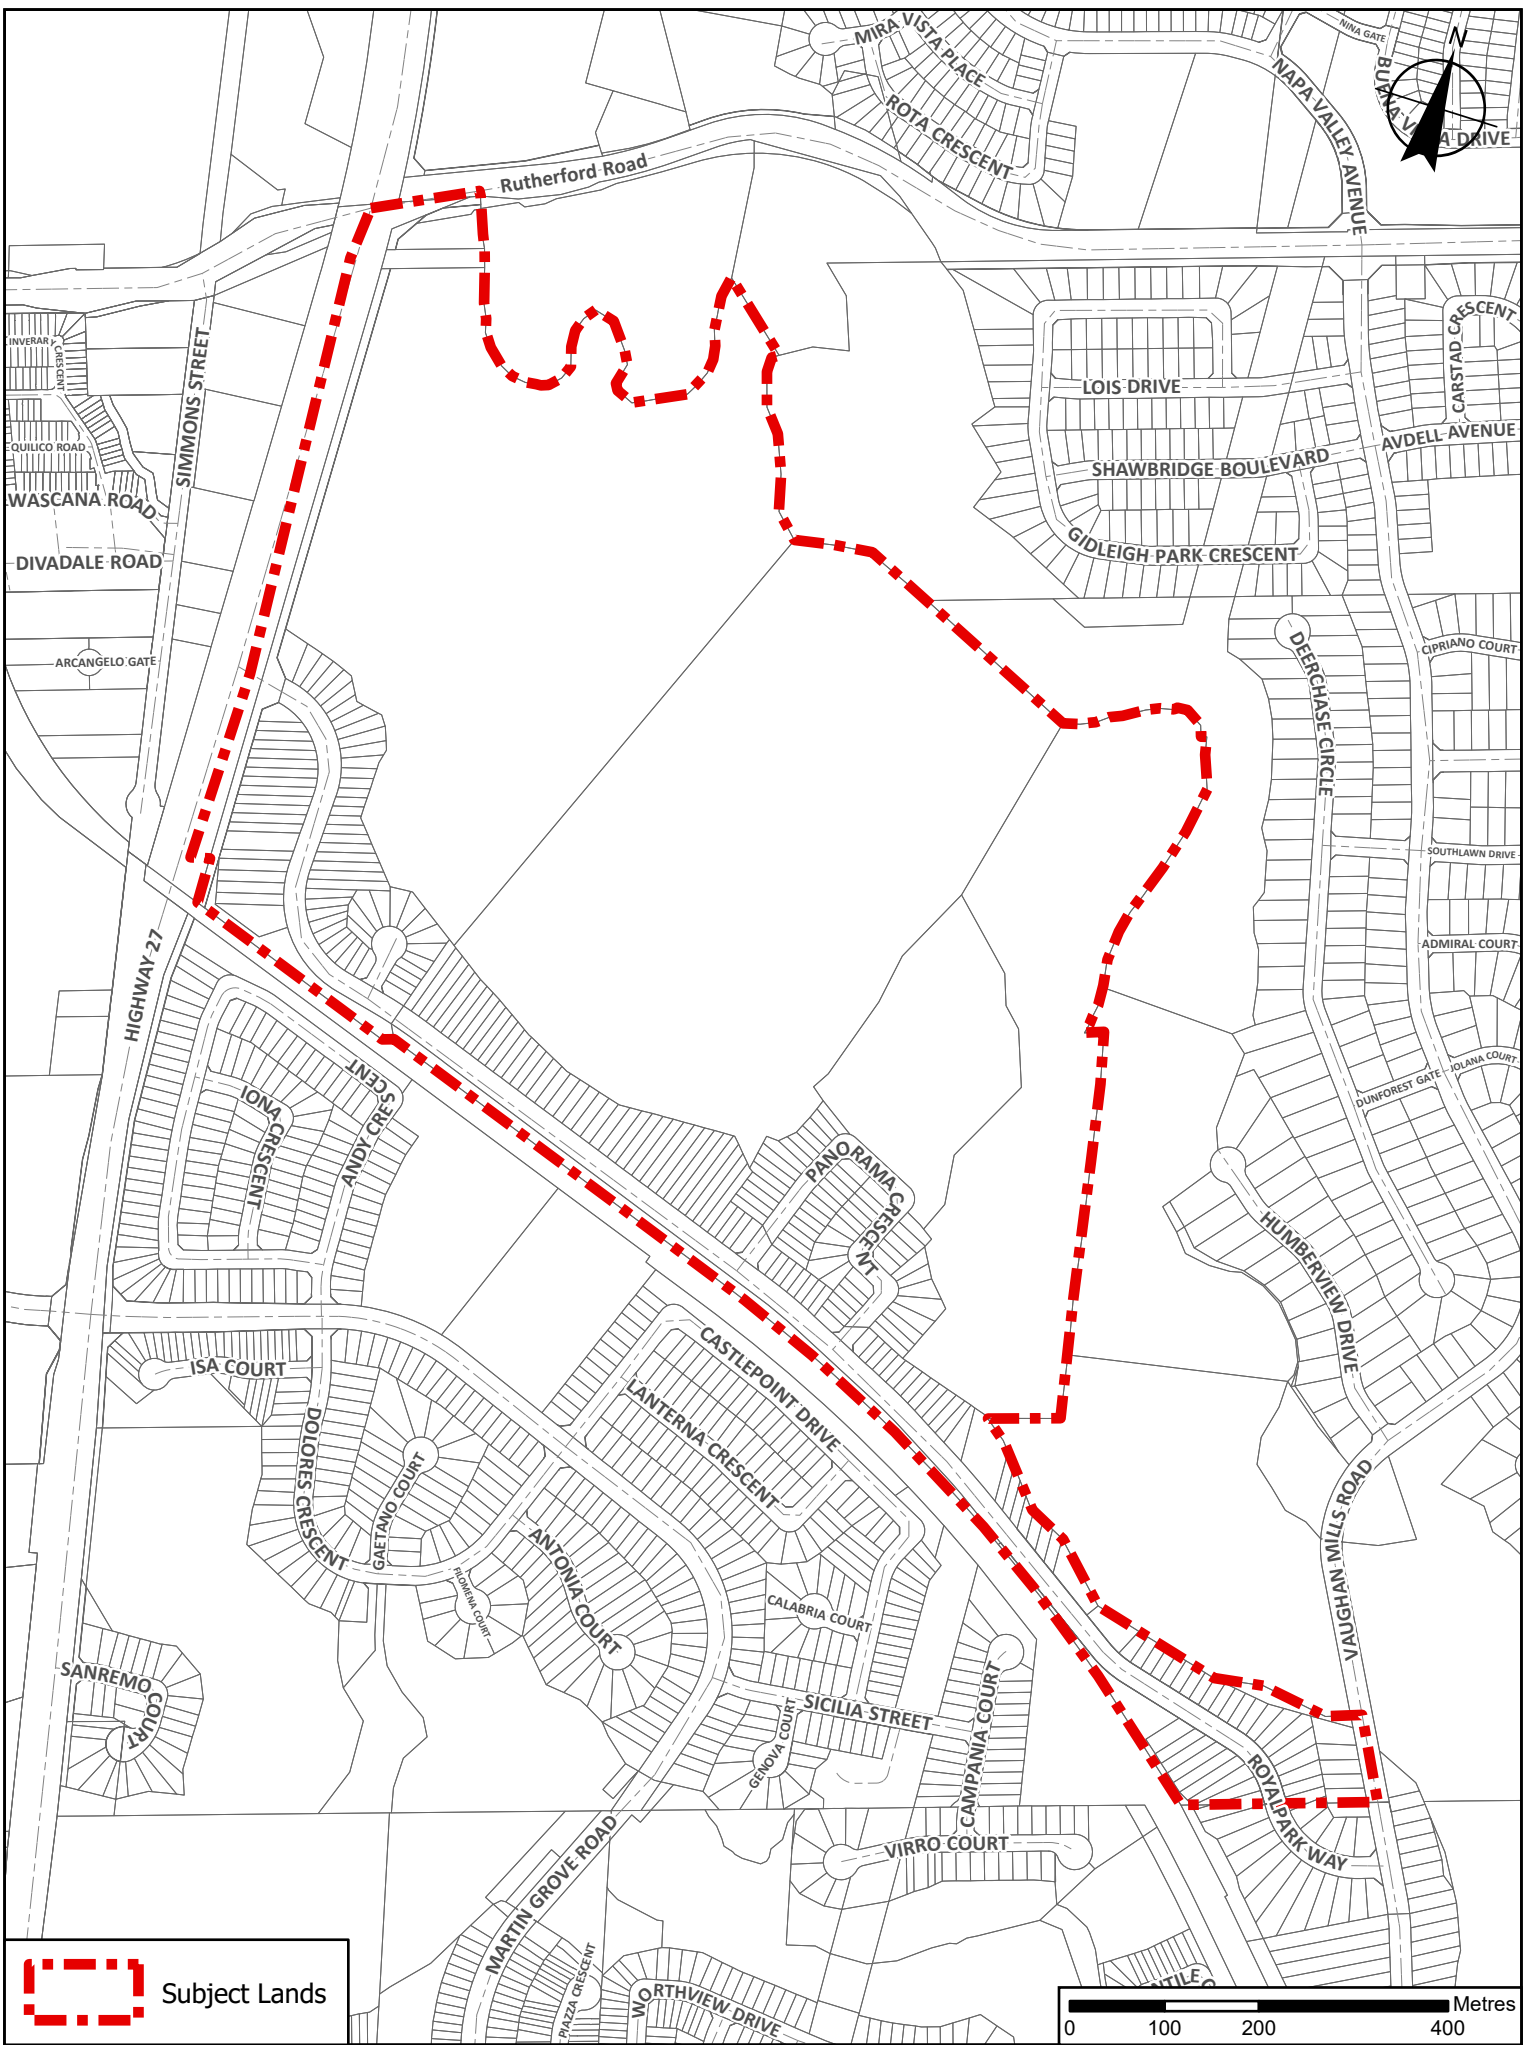 MIRA VISTA PLACE
ROTA CRESCENT
NAPA VALLEY AVENUE
NINA GATE
N
Rutherford Road
INVERAR
CRESCENT
SIMMONS STREET
QUILICO ROAD
WASCANA ROAD
DIVADALE ROAD
ARCANGELO GATE
LOIS DRIVE
CARSTAD CRESCENT
SHAWBRIDGE BOULEVARD
AVDELL AVENUE
GIDLEIGH PARK CRESCENT
CIPRIANO COURT
DEERCHASE CIRCLE
SOUTHLAWN DRIVE
ADMIRAL COURT
HIGHWAY 27
IONA CRESCENT
ANDY CRESCENT
DUNFOREST GATE
JOLANA COURT
PANORAMA CRESCENT
HUMBERVIEW DRIVE
ISA COURT
CASTLEPOINT DRIVE
LANTERNA CRESCENT
DOLORES CRESCENT
GAETANO COURT
ANTONIA COURT
FILOMENA COURT
CALABRIA COURT
VAUGHAN MILLS ROAD
SANREMO COURT
SICILIA STREET
GENOVA COURT
CAMPANIA COURT
ROYALPARK WAY
MARTIN GROVE ROAD
VIRRO COURT
PIAZZA CRESCENT
WORTHVIEW DRIVE
Subject Lands
Metres
0 100 200 400